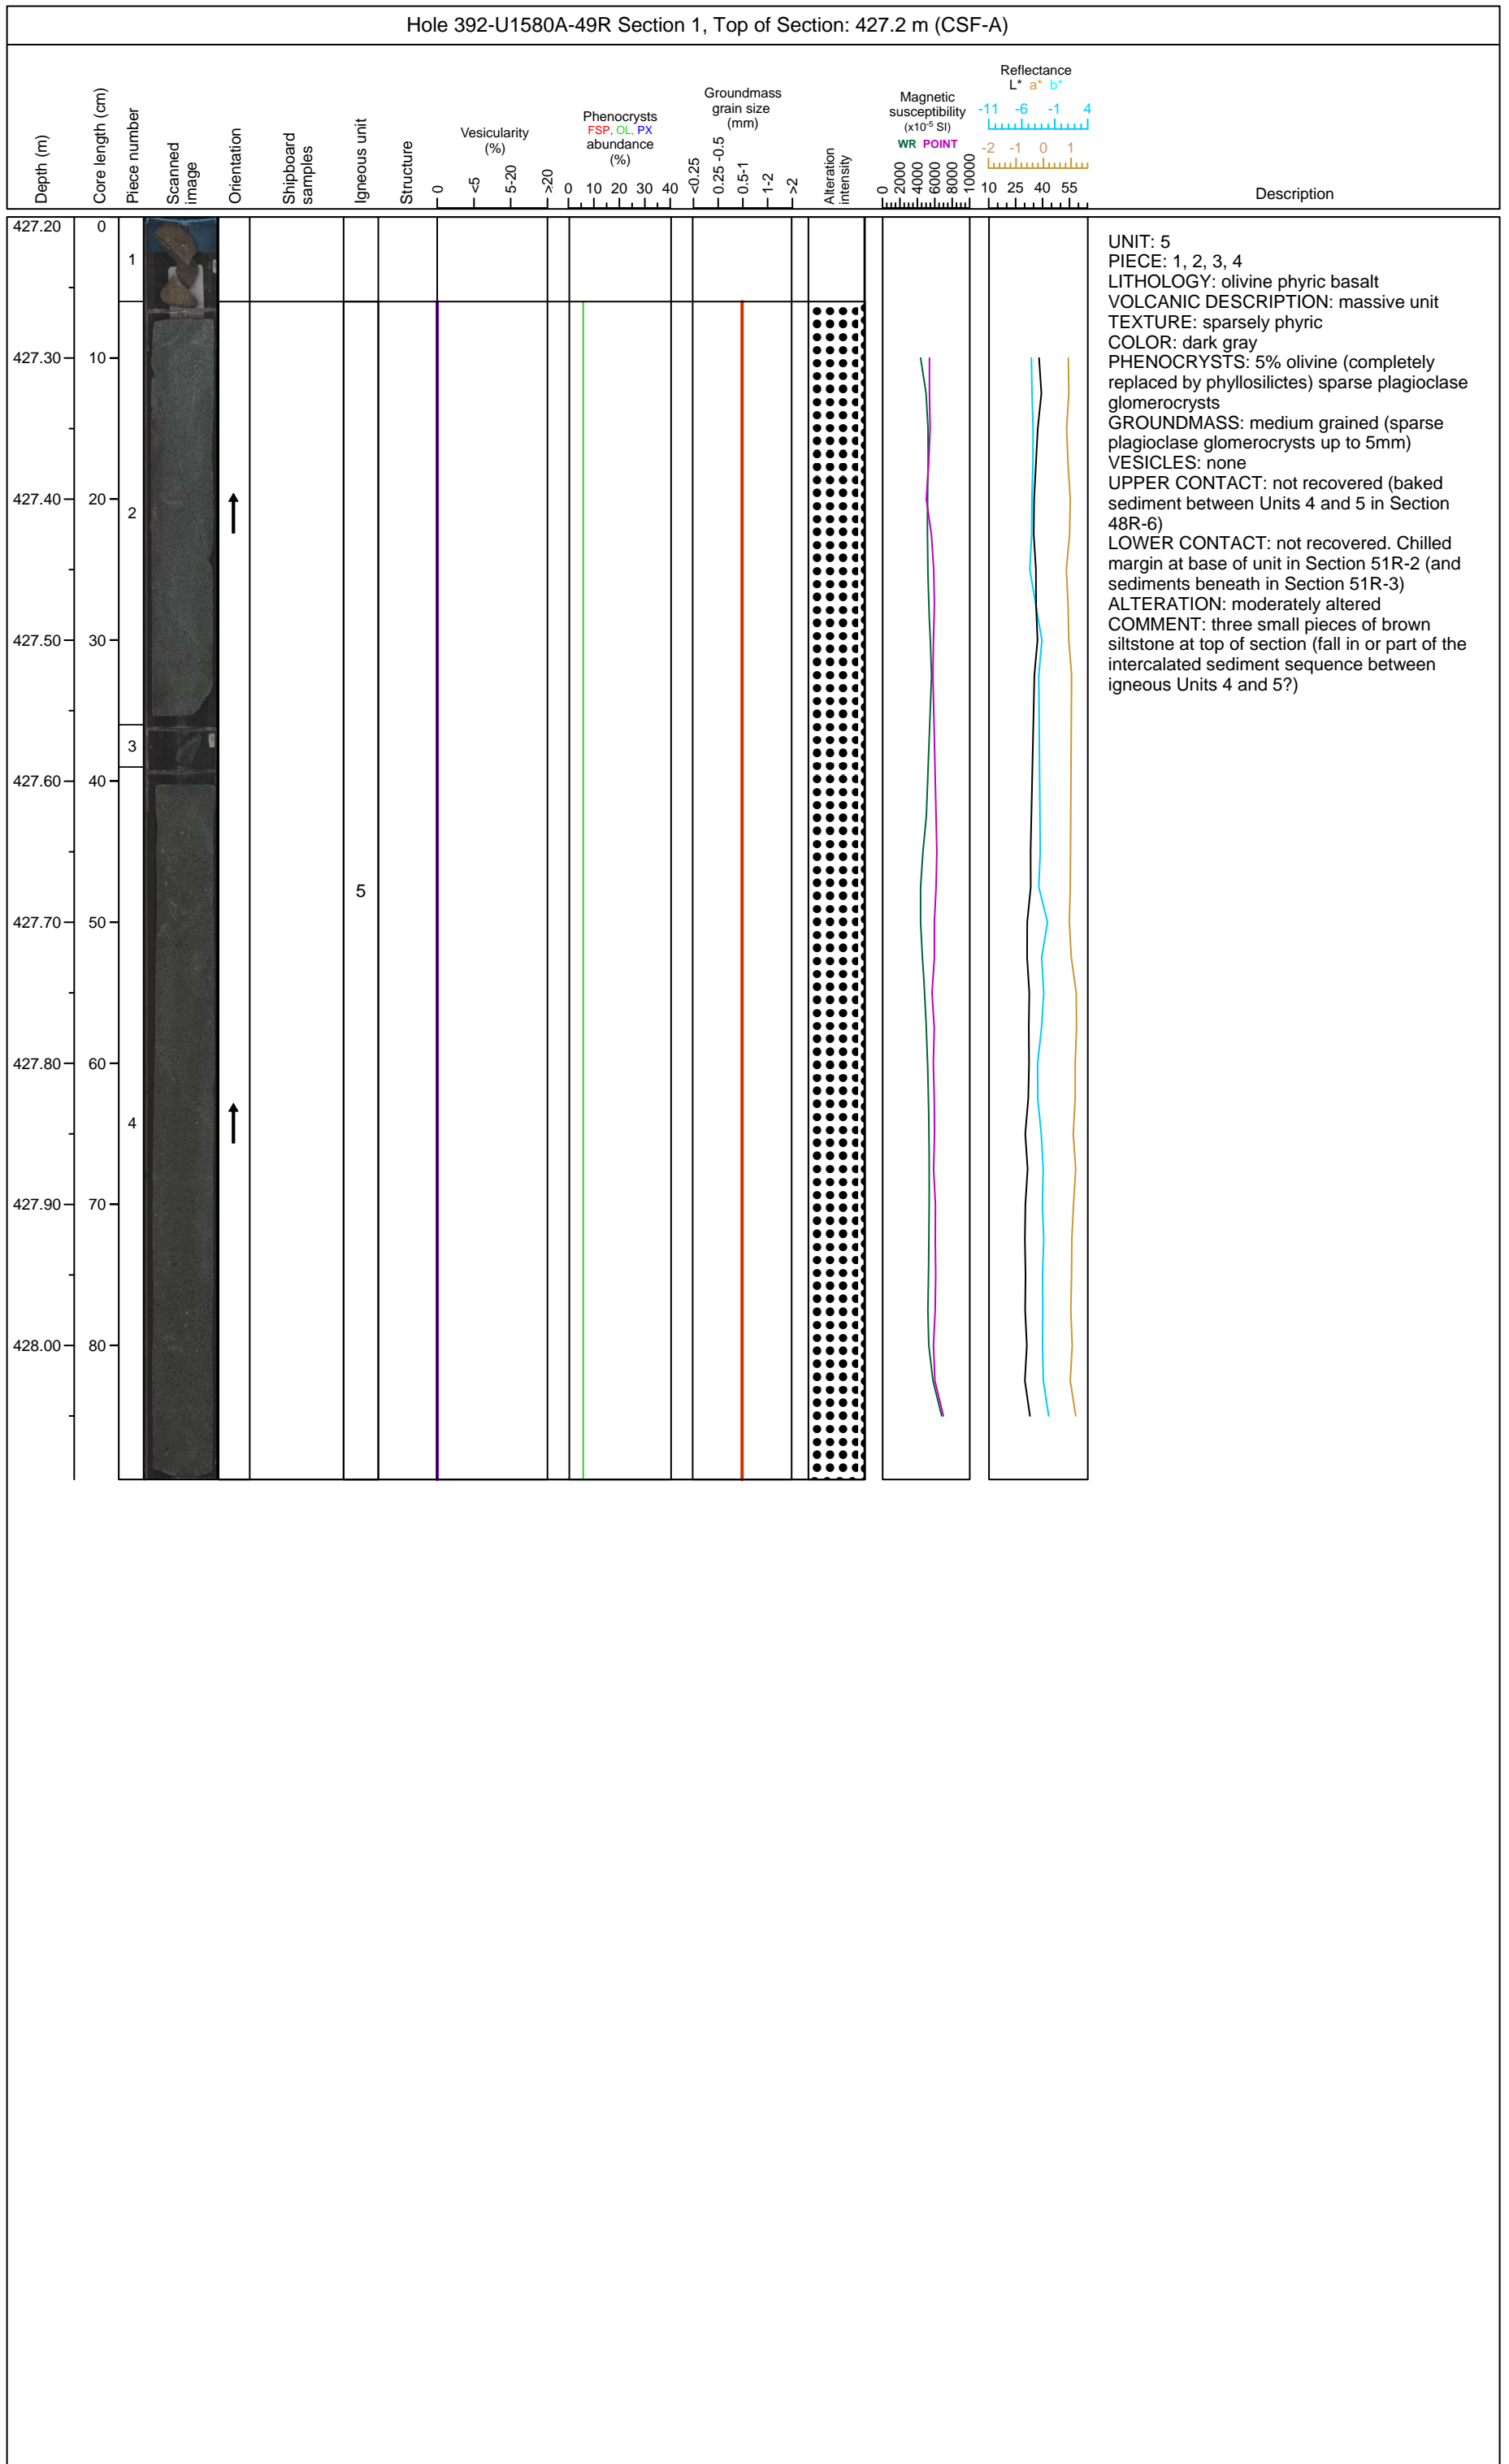 Hole 392-U1580A-49R Section 1, Top of Section: 427.2 m (CSF-A)
Depth (m)
Core length (cm)
Piece number
Scanned
image
Orientation
Shipboard
samples
Igneous unit
Structure
Vesicularity
(%)
0
<5
5-20
>20
Phenocrysts
FSP, OL, PX
abundance
(%)
0 10 20 30 40
Groundmass
grain size
(mm)
<0.25
0.25 -0.5
0.5-1
1-2
>2
Alteration
intensity
Magnetic
susceptibility
(x10-5 SI)
WR POINT
0
2000
4000
6000
8000
10000
Reflectance
L* a* b*
-11 -6 -1 4
-2 -1 0 1
10 25 40 55
Description
427.20 0
1
427.30 10
427.40 20
2
427.50 30
3
427.60 40
5
427.70 50
427.80 60
4
427.90 70
428.00 80
UNIT: 5
PIECE: 1, 2, 3, 4
LITHOLOGY: olivine phyric basalt
VOLCANIC DESCRIPTION: massive unit
TEXTURE: sparsely phyric
COLOR: dark gray
PHENOCRYSTS: 5% olivine (completely
replaced by phyllosilictes) sparse plagioclase
glomerocrysts
GROUNDMASS: medium grained (sparse
plagioclase glomerocrysts up to 5mm)
VESICLES: none
UPPER CONTACT: not recovered (baked
sediment between Units 4 and 5 in Section
48R-6)
LOWER CONTACT: not recovered. Chilled
margin at base of unit in Section 51R-2 (and
sediments beneath in Section 51R-3)
ALTERATION: moderately altered
COMMENT: three small pieces of brown
siltstone at top of section (fall in or part of the
intercalated sediment sequence between
igneous Units 4 and 5?)